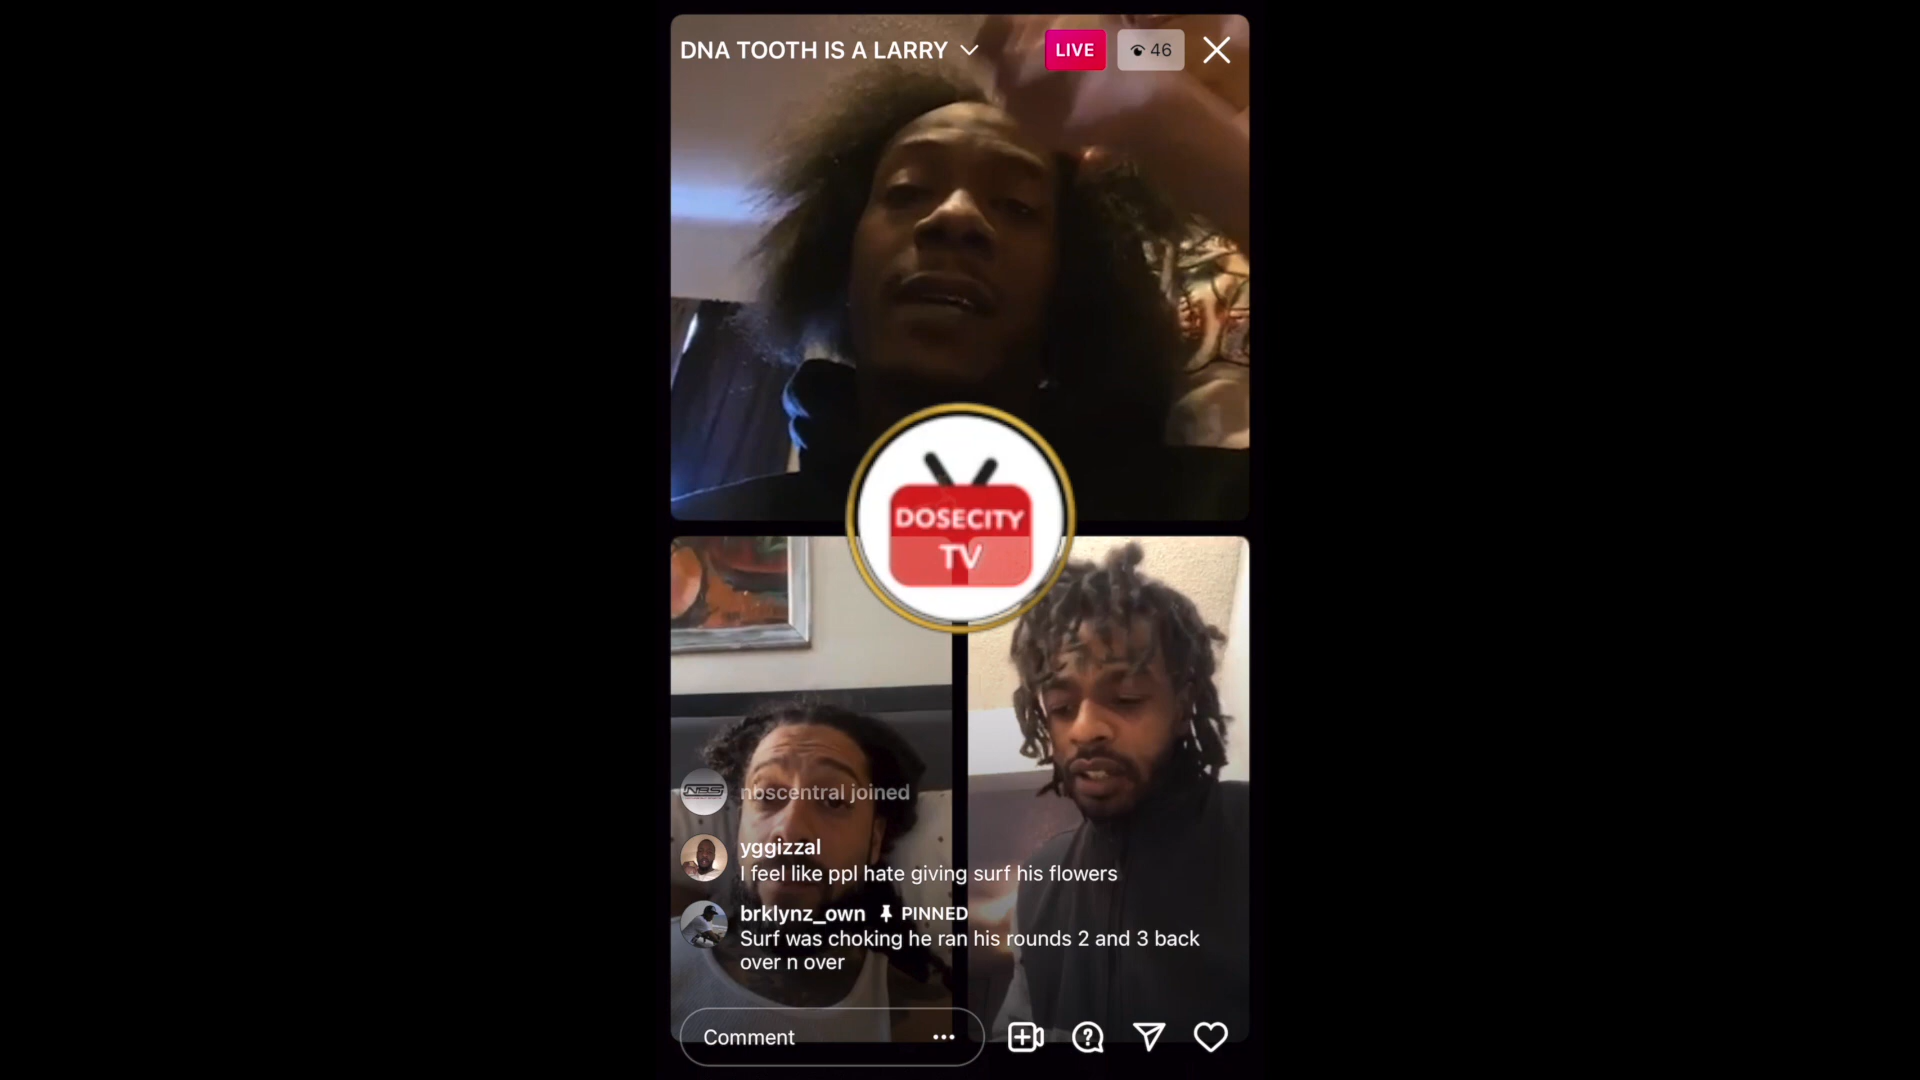 DNA TOOTH IS A LARRY
LIVE
46
DOSECITY
TV
NBS
nbscentral joined
yggizzal
I feel like ppl hate giving surf his flowers
brklynz_own PINNED
Surf was choking he ran his rounds 2 and 3 back
over n over
Comment